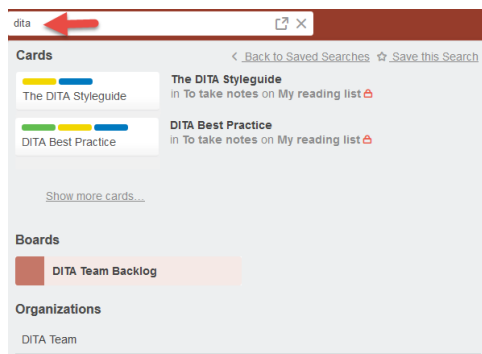 dita
Cards
< Back to Saved Searches ☆ Save this Search
The DITA Styleguide
The DITA Styleguide
in To take notes on My reading list
DITA Best Practice
DITA Best Practice
in To take notes on My reading list
Show more cards...
Boards
DITA Team Backlog
Organizations
DITA Team